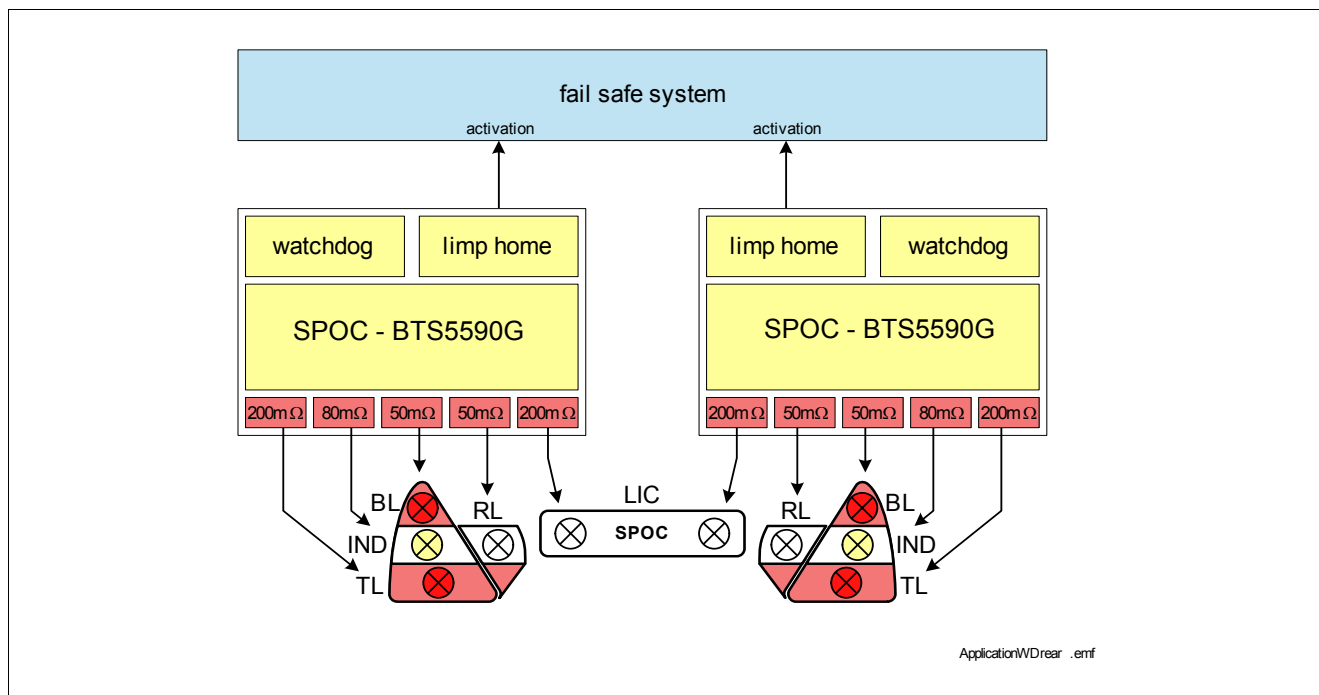 fail safe system
activation activation
watchdog limp home limp home watchdog
SPOC - BTS5590G SPOC - BTS5590G
200mΩ 80mΩ 50mΩ 50mΩ 200mΩ 200mΩ 50mΩ 50mΩ 80mΩ 200mΩ
BL RL LIC RL BL
IND SPOC IND
TL TL
ApplicationWDrear .emf